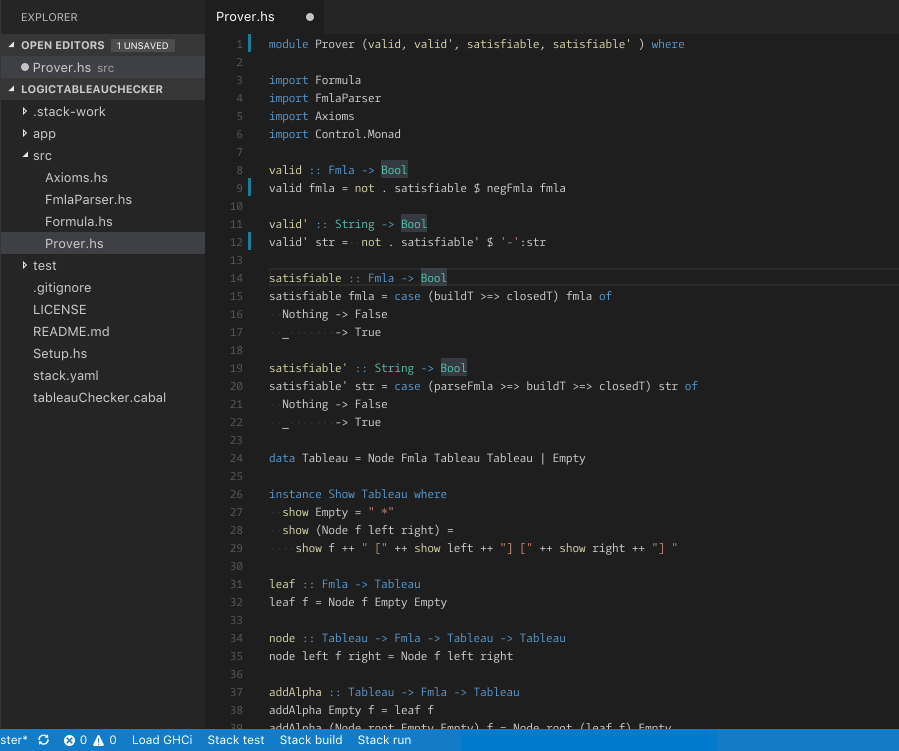 EXPLORER
OPEN EDITORS 1 UNSAVED
Prover.hs src
LOGICTABLEAUCHECKER
.stack-work
app
src
Axioms.hs
FmlaParser.hs
Formula.hs
Prover.hs
test
.gitignore
LICENSE
README.md
Setup.hs
stack.yaml
tableauChecker.cabal
Prover.hs
1 module Prover (valid, valid', satisfiable, satisfiable' ) where
2
3 import Formula
4 import FmlaParser
5 import Axioms
6 import Control.Monad
7
8 valid :: Fmla -> Bool
9 valid fmla = not . satisfiable $ negFmla fmla
10
11 valid' :: String -> Bool
12 valid' str =  not . satisfiable' $ '-':str
13
14 satisfiable :: Fmla -> Bool
15 satisfiable fmla = case (buildT >=> closedT) fmla of
16   Nothing -> False
17   _       -> True
18
19 satisfiable' :: String -> Bool
20 satisfiable' str = case (parseFmla >=> buildT >=> closedT) str of
21   Nothing -> False
22   _       -> True
23
24 data Tableau = Node Fmla Tableau Tableau | Empty
25
26 instance Show Tableau where
27   show Empty = " *"
28   show (Node f left right) =
29     show f ++ " [" ++ show left ++ "] [" ++ show right ++ "] "
30
31 leaf :: Fmla -> Tableau
32 leaf f = Node f Empty Empty
33
34 node :: Tableau -> Fmla -> Tableau -> Tableau
35 node left f right = Node f left right
36
37 addAlpha :: Tableau -> Fmla -> Tableau
38 addAlpha Empty f = leaf f
39 addAlpha (Node root Empty Empty) f = Node root (leaf f) Empty
ster* 0 0 Load GHCi Stack test Stack build Stack run